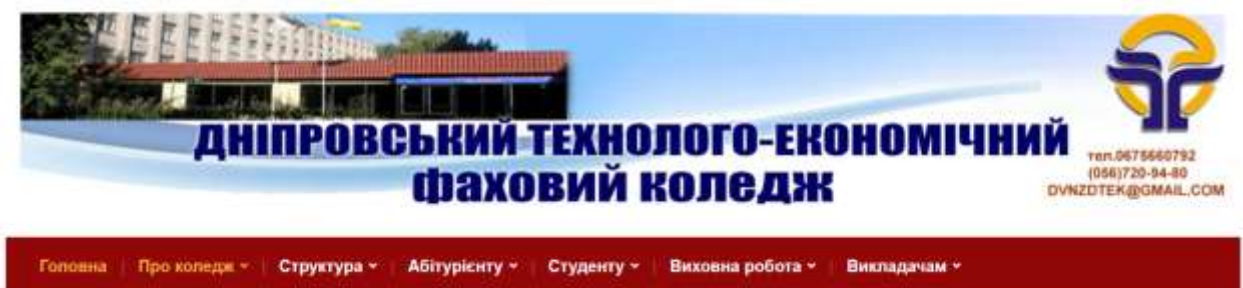 ДНІПРОВСЬКИЙ ТЕХНОЛОГО-ЕКОНОМІЧНИЙ
фаховий коледж
тел.0675660792
(056)720-94-80
DVNZDTEK@GMAIL.COM
Головна Про коледж Структура Абітурієнту Студенту Виховна робота Викладачам